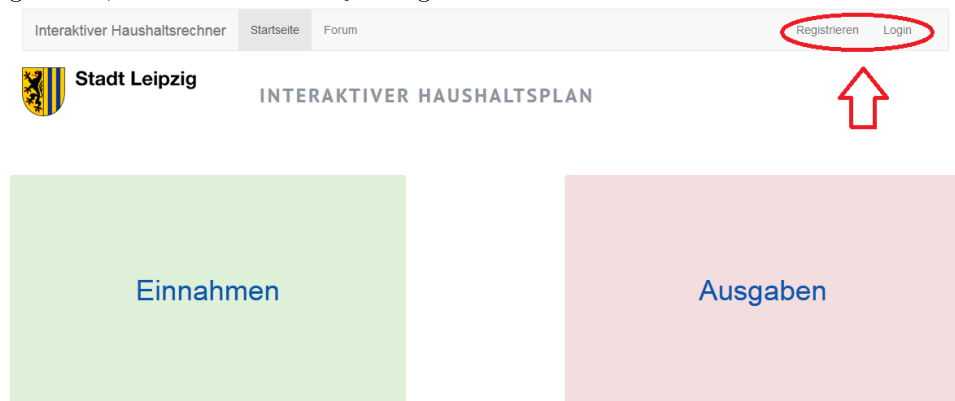 Interaktiver Haushaltsrechner Startseite Forum Registrieren Login
Stadt Leipzig
INTERAKTIVER HAUSHALTSPLAN
Einnahmen Ausgaben